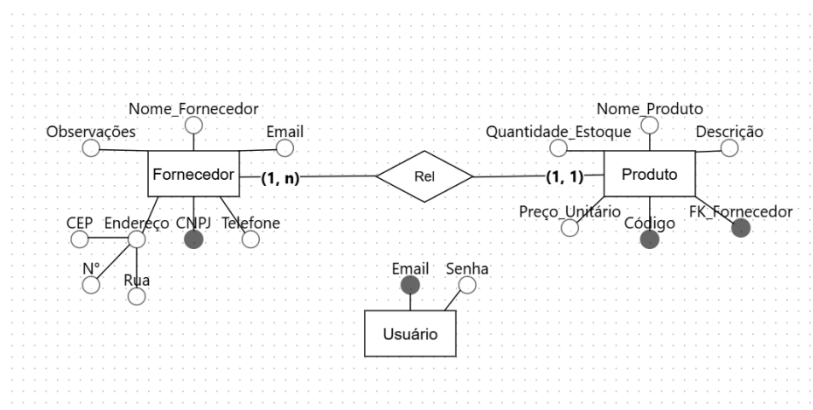 Nome_Fornecedor
Observações
Email
Fornecedor
(1, n)
Rel
(1, 1)
Nome_Produto
Quantidade_Estoque
Descrição
Produto
CEP
Endereço
CNPJ
Telefone
N°
Rua
Preço_Unitário
Código
FK_Fornecedor
Email
Senha
Usuário